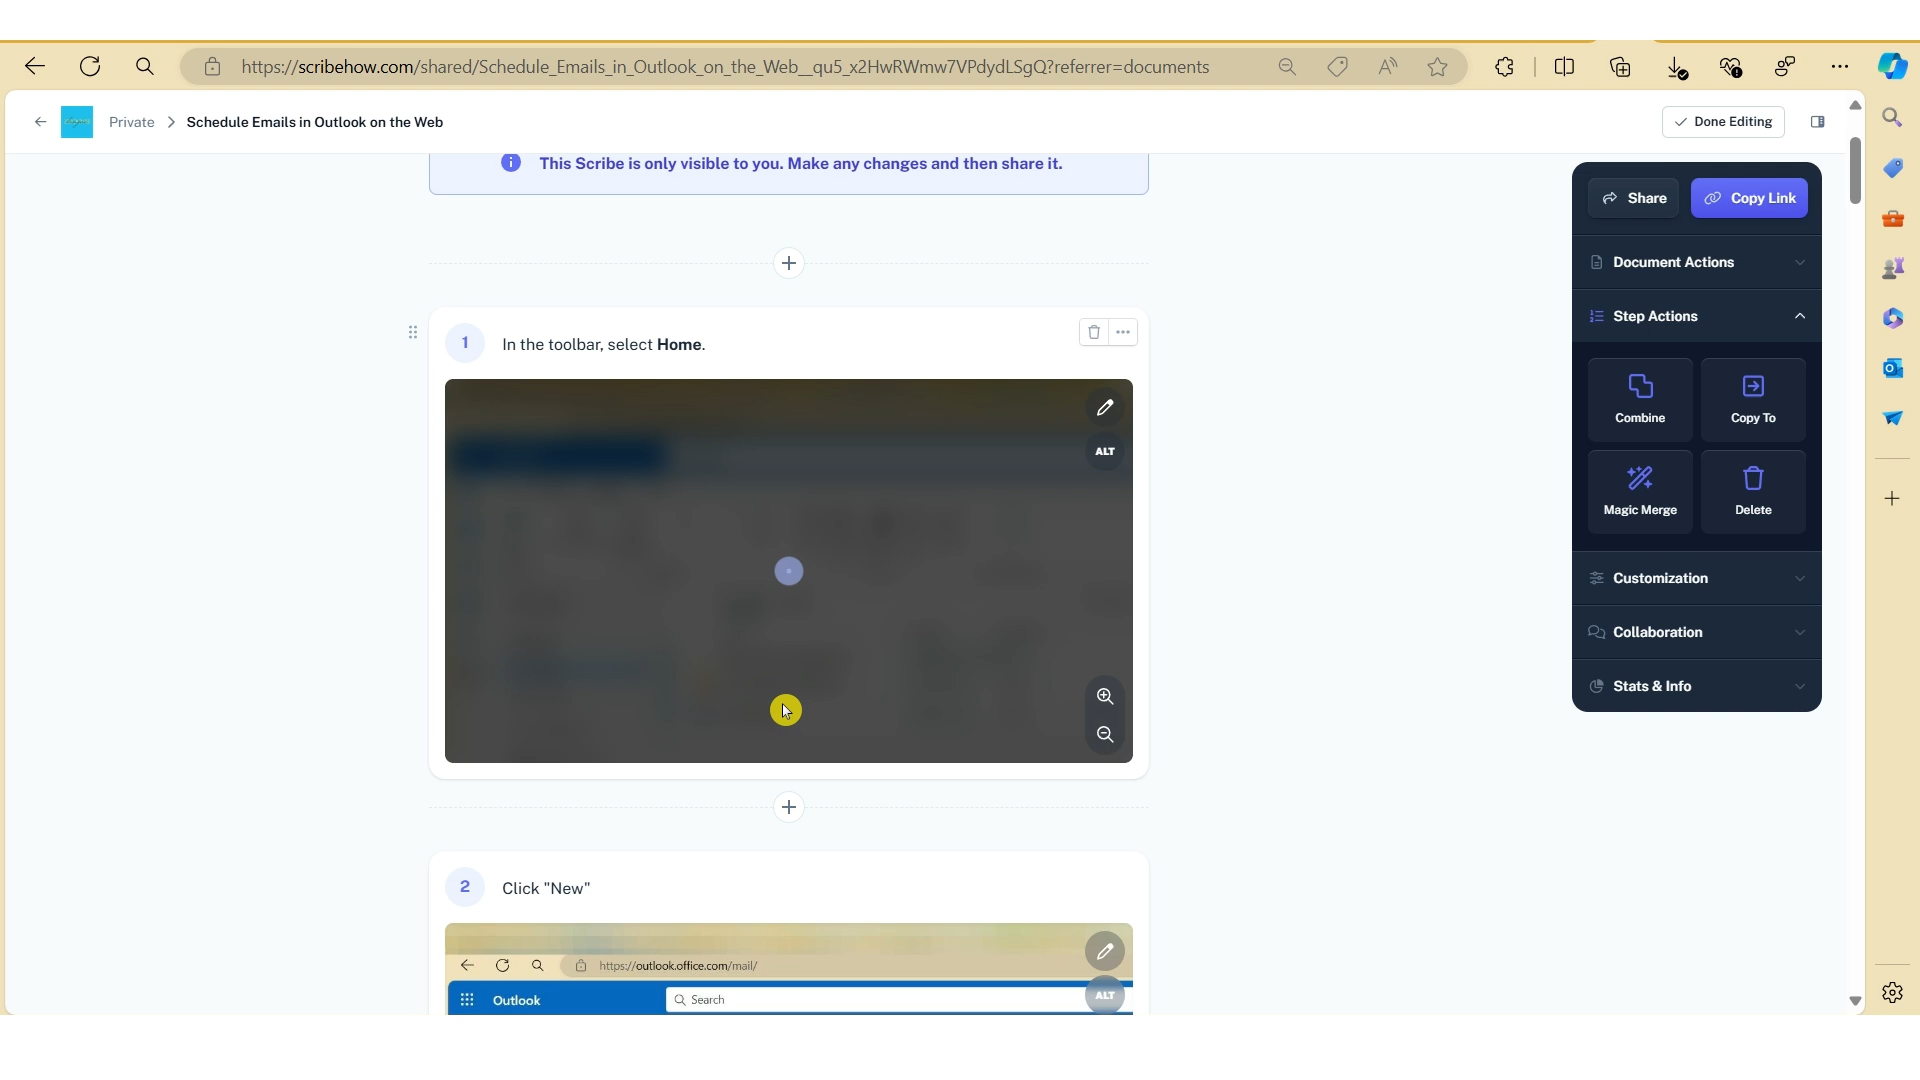 https://scribehow.com/shared/Schedule_Emails_in_Outlook_on_the_Web__qu5_x2HwRWmw7VPdydLSgQ?referrer=documents
Private > Schedule Emails in Outlook on the Web
Done Editing
This Scribe is only visible to you. Make any changes and then share it.
Share
Copy Link
Document Actions
Step Actions
1 In the toolbar, select Home.
ALT
Combine
Copy To
Magic Merge
Delete
Customization
Collaboration
Stats & Info
2 Click "New"
https://outlook.office.com/mail/
Outlook
Search
ALT